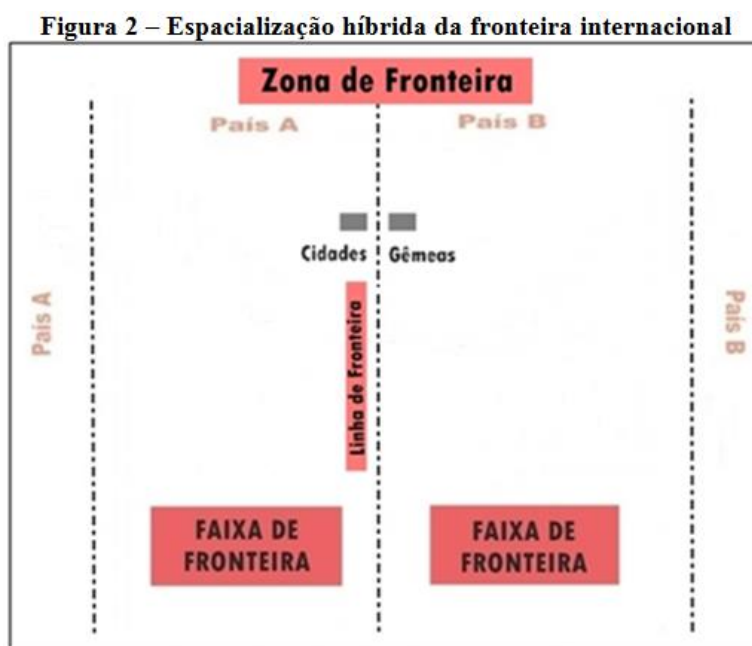 Figura 2 – Espacialização híbrida da fronteira internacional
Zona de Fronteira
País A
País B
Cidades Gêmeas
Linha de Fronteira
País A
País B
FAIXA DE
FRONTEIRA
FAIXA DE
FRONTEIRA